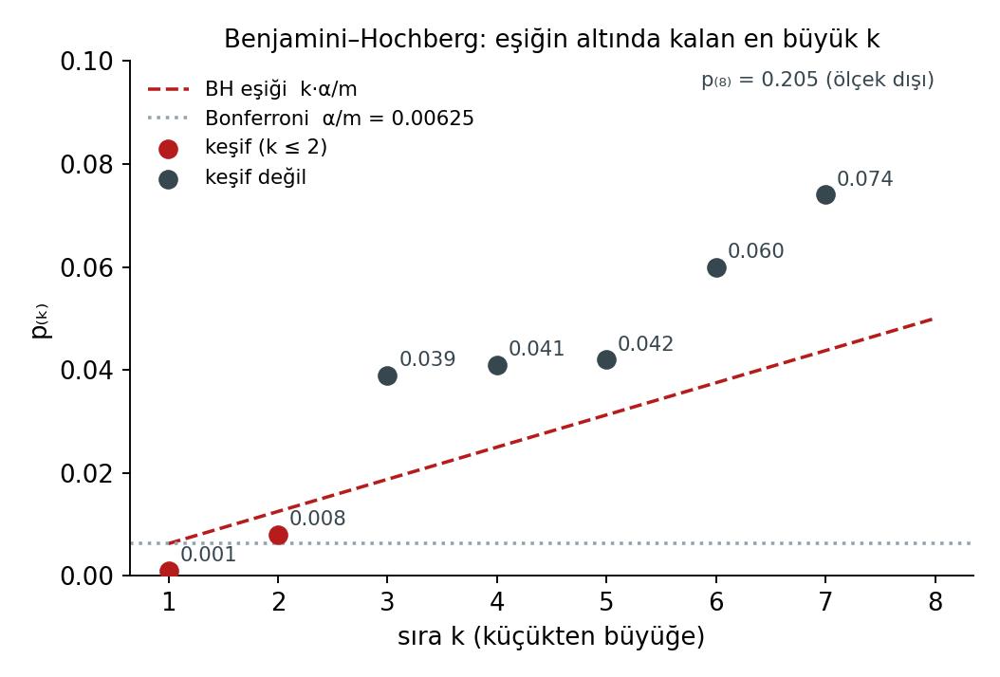 Benjamini–Hochberg: eşiğin altında kalan en büyük k
p₍₈₎ = 0.205 (ölçek dışı)
BH eşiği  k·α/m
Bonferroni  α/m = 0.00625
keşif (k ≤ 2)
keşif değil
0.10
0.08
0.06
0.04
0.02
0.00
p₍ₖ₎
0.001
0.008
0.039
0.041
0.042
0.060
0.074
1 2 3 4 5 6 7 8
sıra k (küçükten büyüğe)